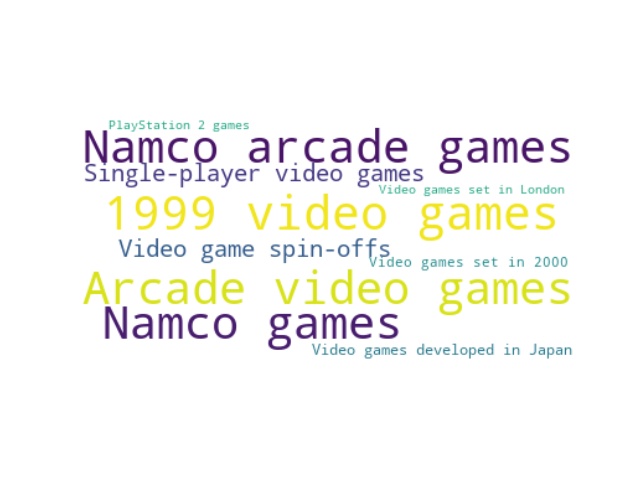 PlayStation 2 games
Namco arcade games
Single-player video games
Video games set in London
1999 video games
Video game spin-offs
Video games set in 2000
Arcade video games
Namco games
Video games developed in Japan